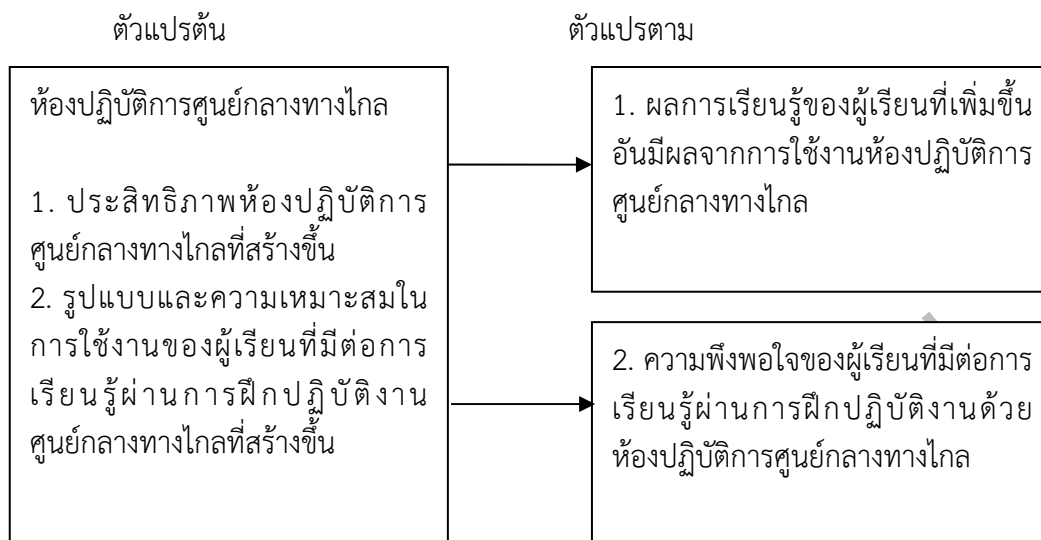 ตัวแปรต้น
ตัวแปรตาม
ห้องปฏิบัติการศูนย์กลางทางไกล
1. ประสิทธิภาพห้องปฏิบัติการ
ศูนย์กลางทางไกลที่สร้างขึ้น
2. รูปแบบและความเหมาะสมใน
การใช้งานของผู้เรียนที่มีต่อการ
เรียนรู้ผ่านการฝึกปฏิบัติงาน
ศูนย์กลางทางไกลที่สร้างขึ้น
1. ผลการเรียนรู้ของผู้เรียนที่เพิ่มขึ้น
อันมีผลจากการใช้งานห้องปฏิบัติการ
ศูนย์กลางทางไกล
2. ความพึงพอใจของผู้เรียนที่มีต่อการ
เรียนรู้ผ่านการฝึกปฏิบัติงานด้วย
ห้องปฏิบัติการศูนย์กลางทางไกล